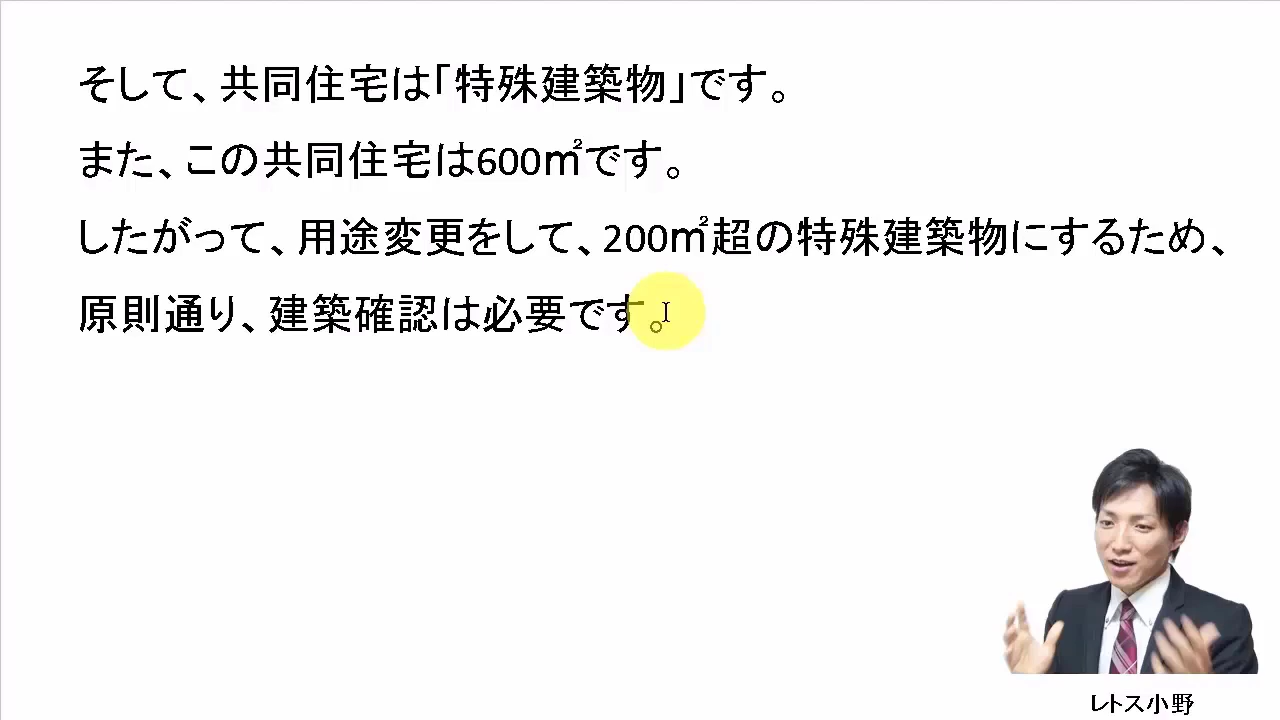 そして、共同住宅は「特殊建築物」です。
また、この共同住宅は600㎡です。
したがって、用途変更をして、200㎡超の特殊建築物にするため、
原則通り、建築確認は必要です。
レトス小野